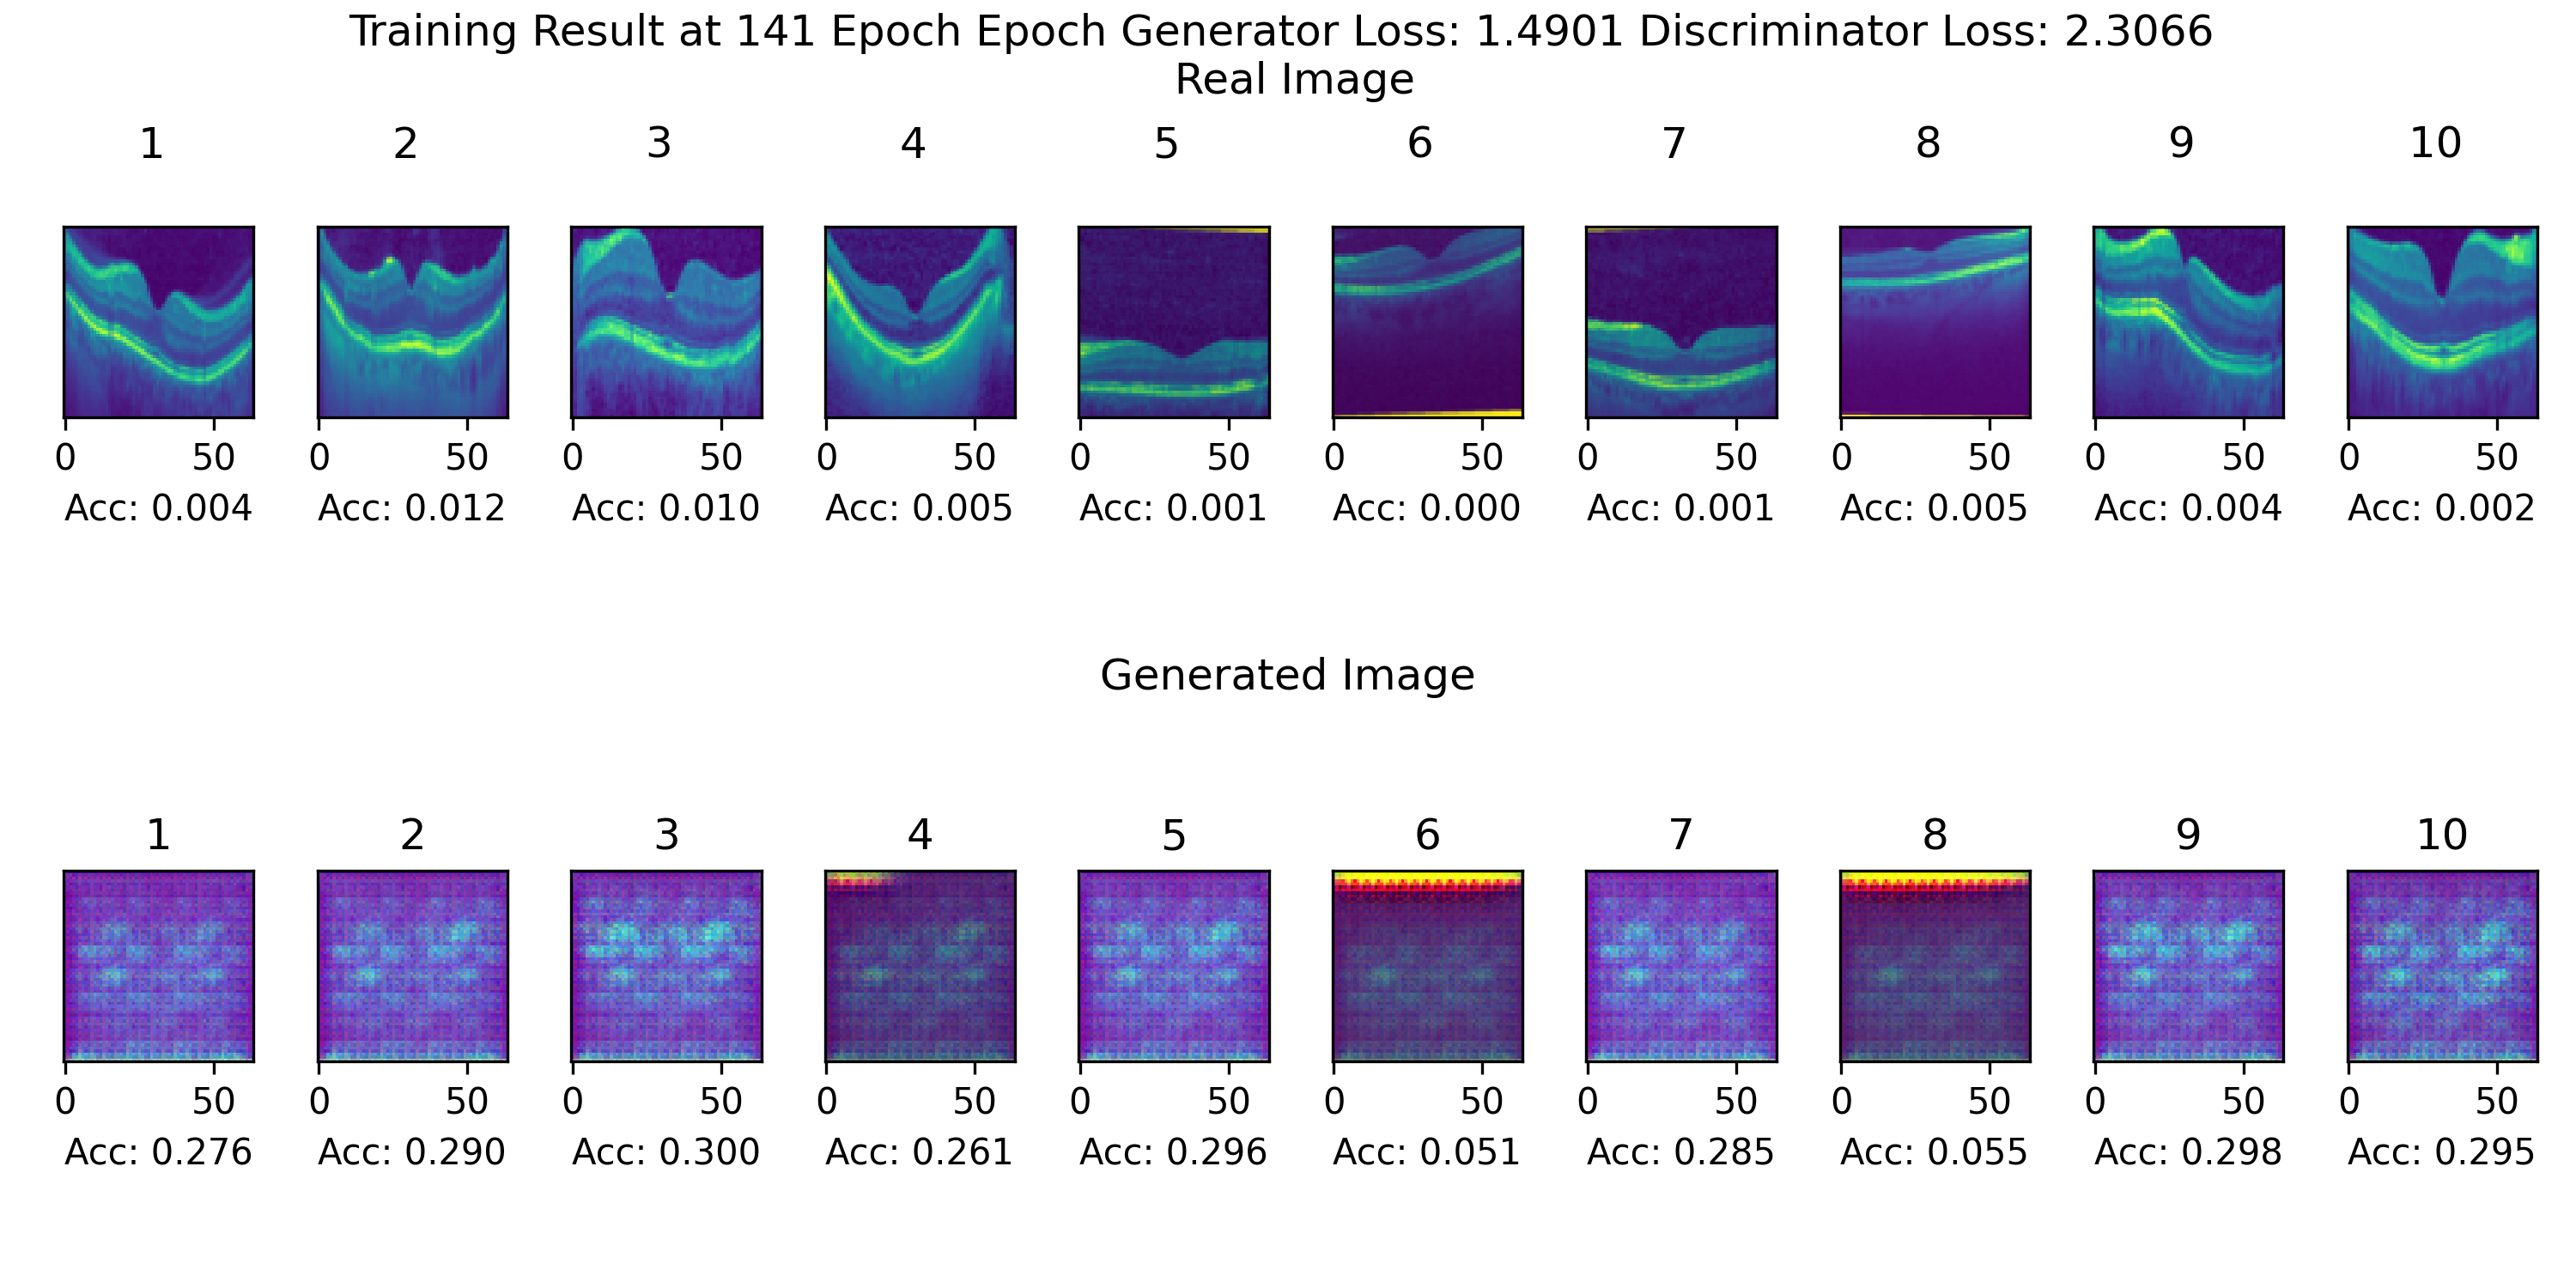 Training Result at 141 Epoch Epoch Generator Loss: 1.4901 Discriminator Loss: 2.3066
Real Image
1 2 3 4 5 6 7 8 9 10
0 50 0 50 0 50 0 50 0 50 0 50 0 50 0 50 0 50 0 50
Acc: 0.004 Acc: 0.012 Acc: 0.010 Acc: 0.005 Acc: 0.001 Acc: 0.000 Acc: 0.001 Acc: 0.005 Acc: 0.004 Acc: 0.002
Generated Image
1 2 3 4 5 6 7 8 9 10
0 50 0 50 0 50 0 50 0 50 0 50 0 50 0 50 0 50 0 50
Acc: 0.276 Acc: 0.290 Acc: 0.300 Acc: 0.261 Acc: 0.296 Acc: 0.051 Acc: 0.285 Acc: 0.055 Acc: 0.298 Acc: 0.295